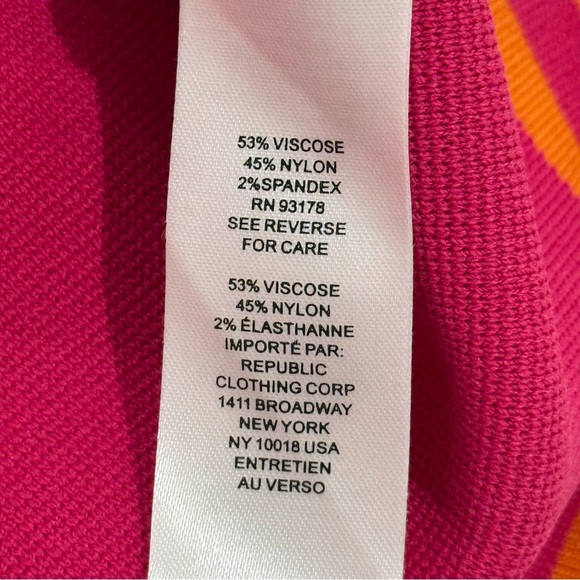 53% VISCOSE
45% NYLON
2%SPANDEX
RN 93178
SEE REVERSE
FOR CARE
53% VISCOSE
45% NYLON
2% ÉLASTHANNE
IMPORTÉ PAR:
REPUBLIC
CLOTHING CORP
1411 BROADWAY
NEW YORK
NY 10018 USA
ENTRETIEN
AU VERSO